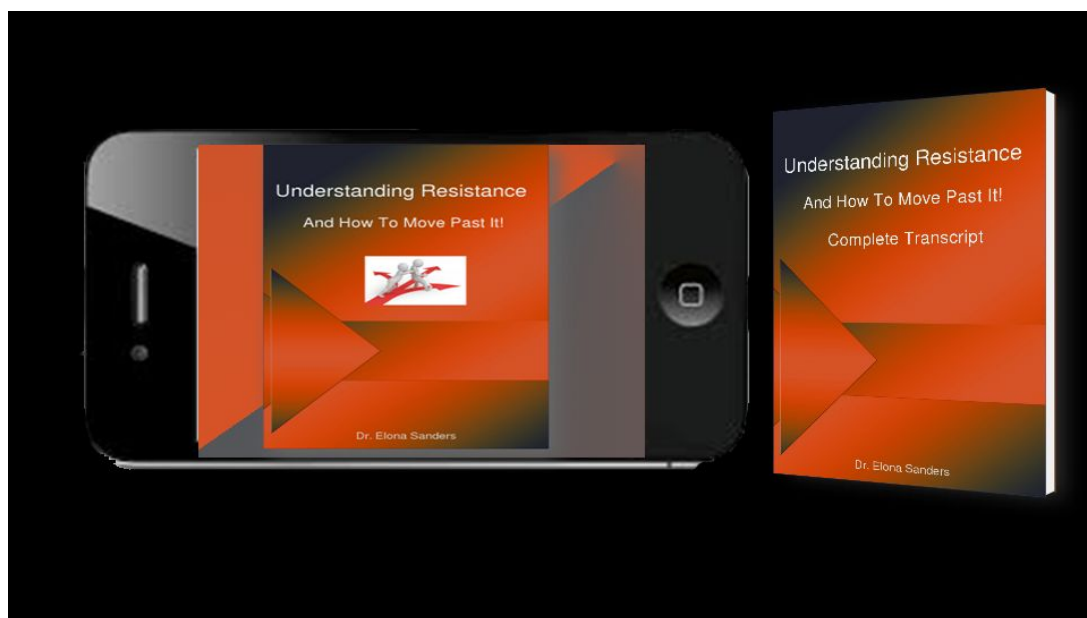 Understanding Resistance
And How To Move Past It!
Dr. Elona Sanders
Understanding Resistance
And How To Move Past It!
Complete Transcript
Dr. Elona Sanders